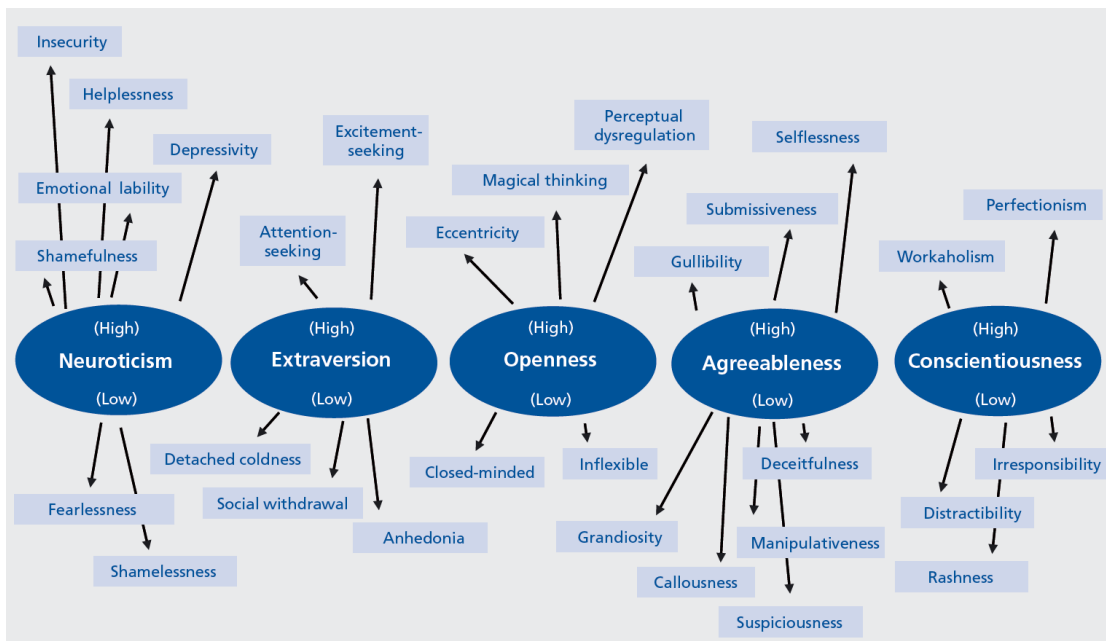 Insecurity
Helplessness
Depressivity
Emotional lability
Shamefulness
Excitement-
seeking
Attention-
seeking
Perceptual
dysregulation
Magical thinking
Eccentricity
Selflessness
Submissiveness
Gullibility
Perfectionism
Workaholism
(High)
Neuroticism
(Low)
(High)
Extraversion
(Low)
(High)
Openness
(Low)
(High)
Agreeableness
(Low)
(High)
Conscientiousness
(Low)
Fearlessness
Shamelessness
Detached coldness
Social withdrawal
Anhedonia
Closed-minded
Inflexible
Grandiosity
Callousness
Deceitfulness
Manipulativeness
Suspiciousness
Irresponsibility
Distractibility
Rashness